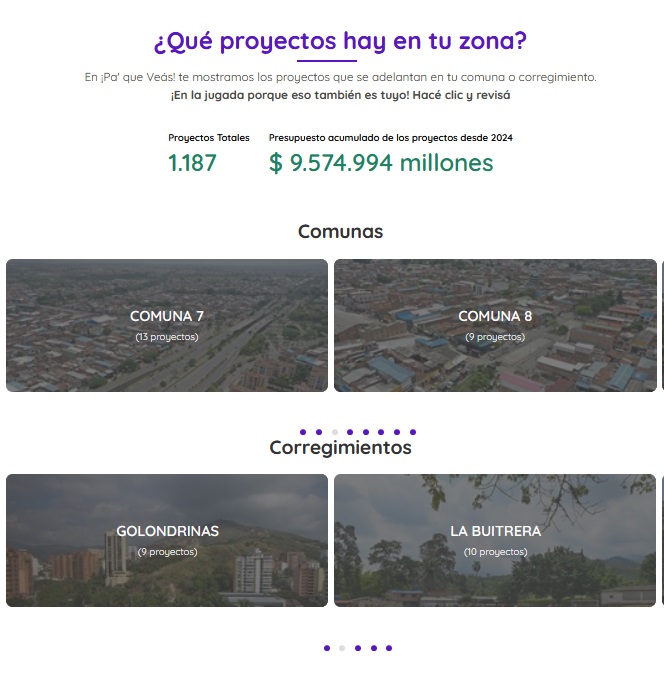 ¿Qué proyectos hay en tu zona?
En ¡Pa' que Veás! te mostramos los proyectos que se adelantan en tu comuna o corregimiento.
¡En la jugada porque eso también es tuyo! Hacé clic y revisá
Proyectos Totales
1.187
Presupuesto acumulado de los proyectos desde 2024
$ 9.574.994 millones
Comunas
COMUNA 7
(13 proyectos)
COMUNA 8
(9 proyectos)
Corregimientos
GOLONDRINAS
(9 proyectos)
LA BUITRERA
(10 proyectos)